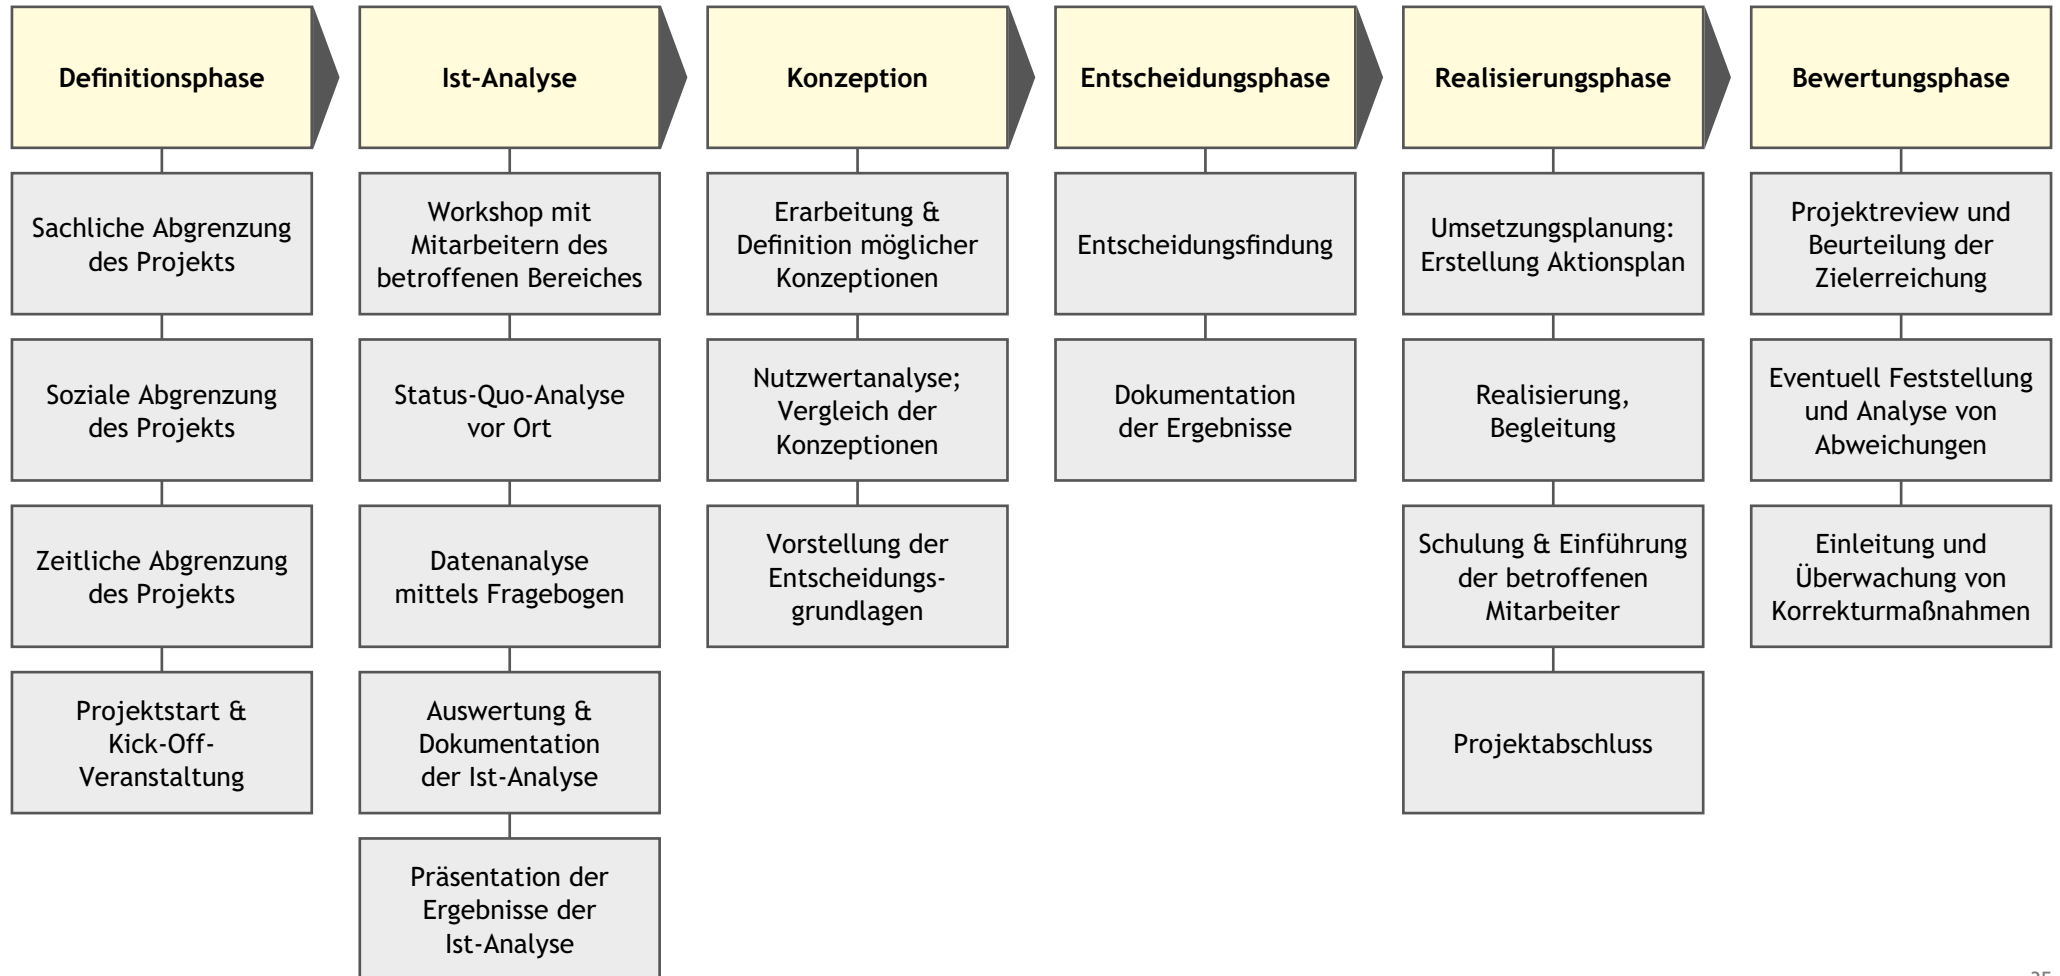 Definitionsphase
Sachliche Abgrenzung
des Projekts
Soziale Abgrenzung
des Projekts
Zeitliche Abgrenzung
des Projekts
Projektstart &
Kick-Off-
Veranstaltung
Ist-Analyse
Workshop mit
Mitarbeitern des
betroffenen Bereiches
Status-Quo-Analyse
vor Ort
Datenanalyse
mittels Fragebogen
Auswertung &
Dokumentation
der Ist-Analyse
Präsentation der
Ergebnisse der
Ist-Analyse
Konzeption
Erarbeitung &
Definition möglicher
Konzeptionen
Nutzwertanalyse;
Vergleich der
Konzeptionen
Vorstellung der
Entscheidungs-
grundlagen
Entscheidungsphase
Entscheidungsfindung
Dokumentation
der Ergebnisse
Realisierungsphase
Umsetzungsplanung:
Erstellung Aktionsplan
Realisierung,
Begleitung
Schulung & Einführung
der betroffenen
Mitarbeiter
Projektabschluss
Bewertungsphase
Projektreview und
Beurteilung der
Zielerreichung
Eventuell Feststellung
und Analyse von
Abweichungen
Einleitung und
Überwachung von
Korrekturmaßnahmen